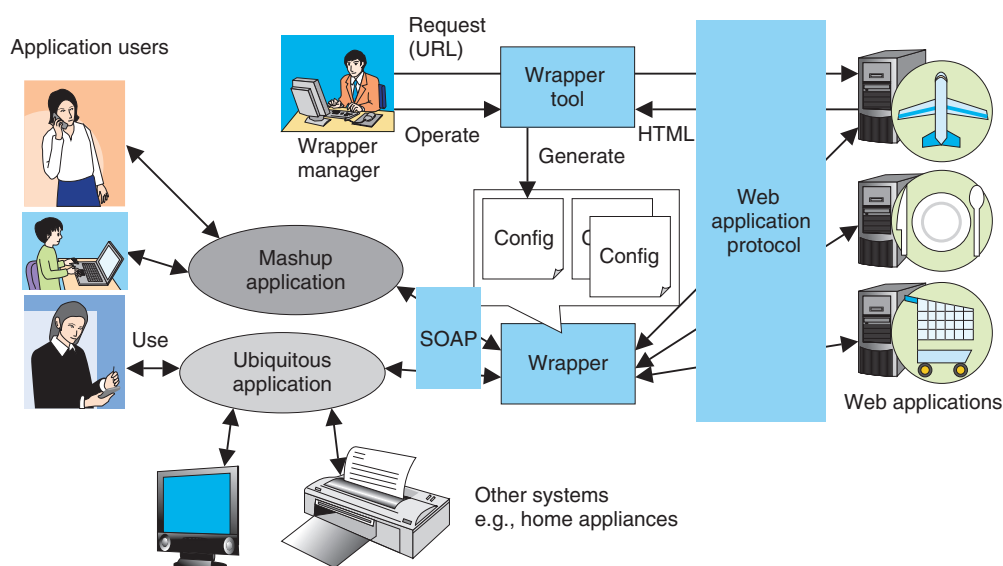 Application users
Request
(URL)
Wrapper
tool
Operate
HTML
Wrapper
manager
Generate
Web
application
protocol
Config
C
Config
Mashup
application
SOAP
Wrapper
Use
Ubiquitous
application
Web applications
Other systems
e.g., home appliances